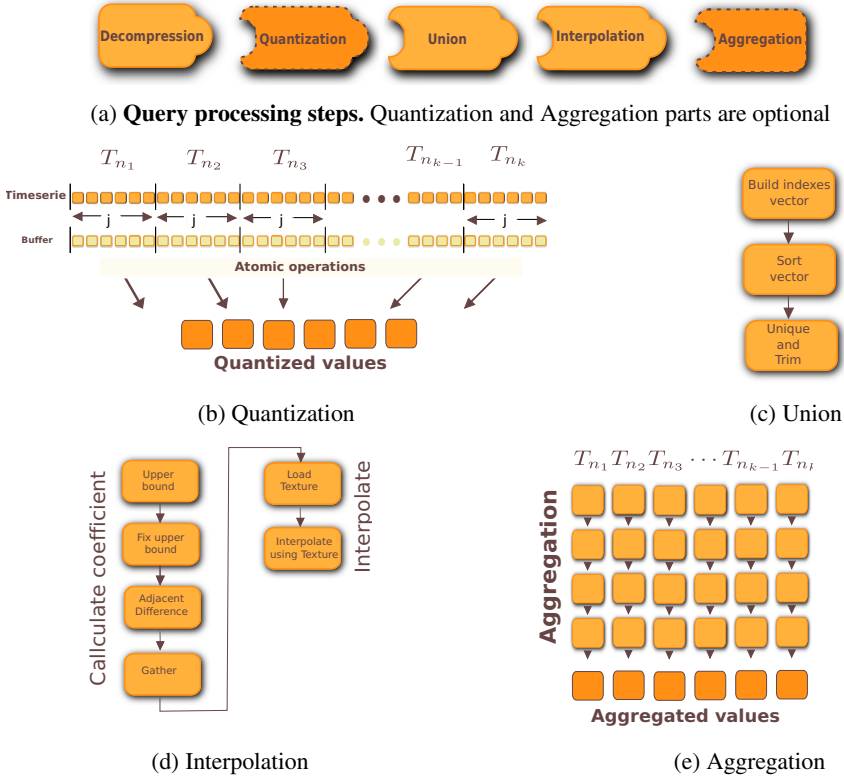 Decompression Quantization Union Interpolation Aggregation
(a) Query processing steps. Quantization and Aggregation parts are optional
T_{n_1} T_{n_2} T_{n_3} T_{n_{k-1}} T_{n_k}
Timeserie
j j j j
Buffer
Atomic operations
Quantized values
(b) Quantization
Build indexes
vector
Sort
vector
Unique
and
Trim
(c) Union
Callculate coefficient
Upper
bound
Fix upper
bound
Adjacent
Difference
Gather
Load
Texture
Interpolate
using Texture
Interpolate
(d) Interpolation
T_{n_1} T_{n_2} T_{n_3} ··· T_{n_{k-1}} T_{n_k}
Aggregation
Aggregated values
(e) Aggregation